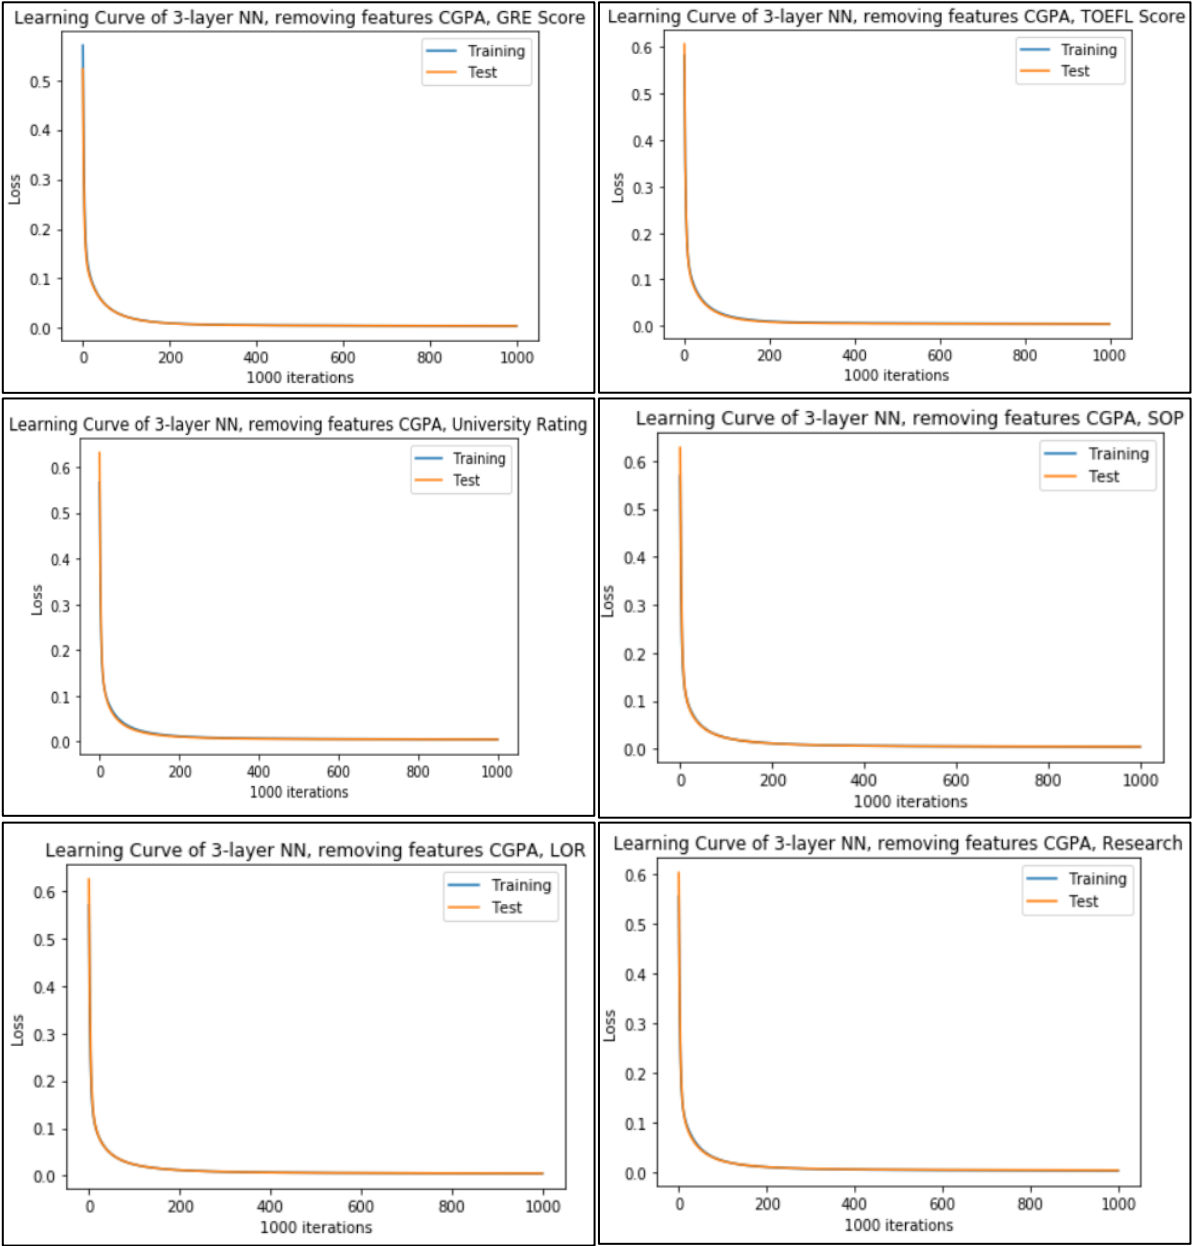 Learning Curve of 3-layer NN, removing features CGPA, GRE Score
Training
Test
0.5
0.4
0.3
0.2
0.1
0.0
Loss
0 200 400 600 800 1000
1000 iterations
Learning Curve of 3-layer NN, removing features CGPA, TOEFL Score
Training
Test
0.6
0.5
0.4
0.3
0.2
0.1
0.0
Loss
0 200 400 600 800 1000
1000 iterations
Learning Curve of 3-layer NN, removing features CGPA, University Rating
Training
Test
0.6
0.5
0.4
0.3
0.2
0.1
0.0
Loss
0 200 400 600 800 1000
1000 iterations
Learning Curve of 3-layer NN, removing features CGPA, SOP
Training
Test
0.6
0.5
0.4
0.3
0.2
0.1
0.0
Loss
0 200 400 600 800 1000
1000 iterations
Learning Curve of 3-layer NN, removing features CGPA, LOR
Training
Test
0.6
0.5
0.4
0.3
0.2
0.1
0.0
Loss
0 200 400 600 800 1000
1000 iterations
Learning Curve of 3-layer NN, removing features CGPA, Research
Training
Test
0.6
0.5
0.4
0.3
0.2
0.1
0.0
Loss
0 200 400 600 800 1000
1000 iterations